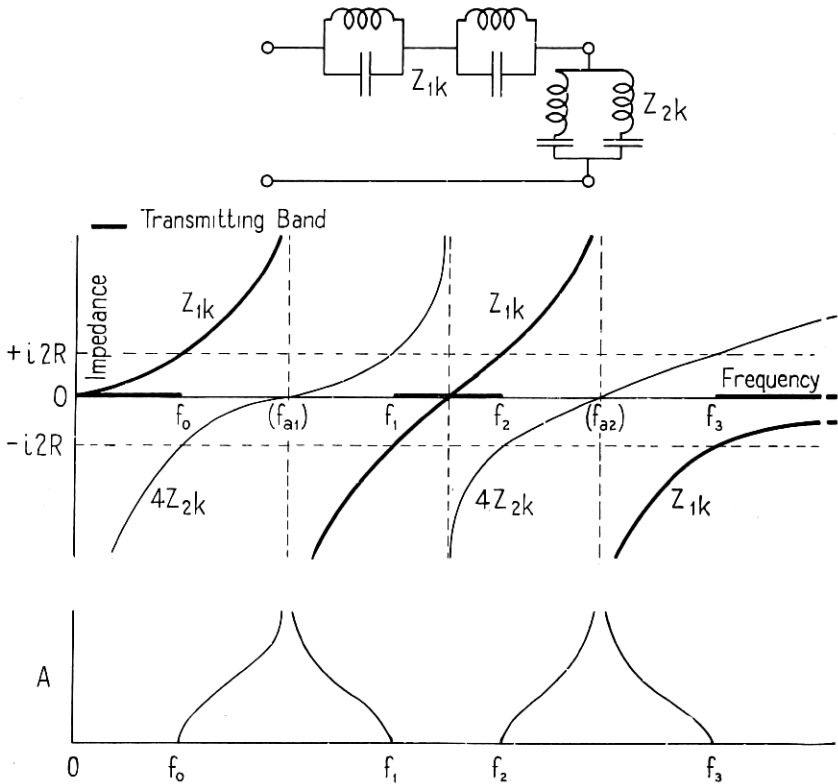 Z1k
Z2k
Transmitting Band
Impedance
Z1k
Z1k
+i2R
0
Frequency
f0
(fa1)
f1
f2
(fa2)
f3
-i2R
4Z2k
4Z2k
Z1k
A
0
f0
f1
f2
f3